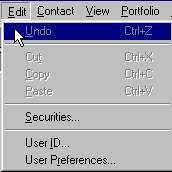 Edit Contact View Portfolio
Undo Ctrl+Z
Cut Ctrl+X
Copy Ctrl+C
Paste Ctrl+V
Securities...
User ID...
User Preferences...